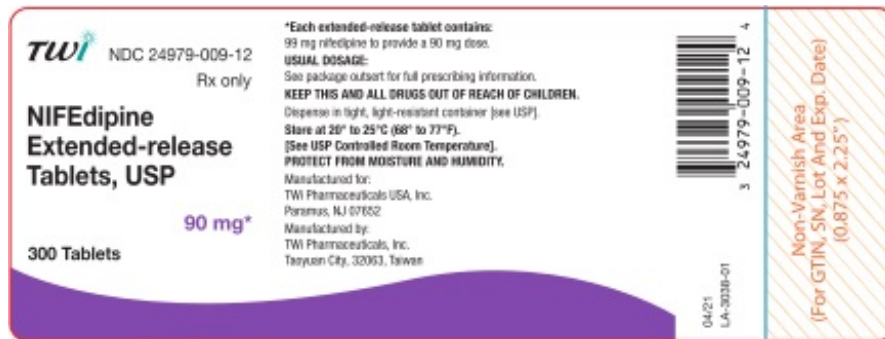 TWi NDC 24979-009-12
Rx only
NIFEdipine
Extended-release
Tablets, USP
90 mg*
300 Tablets
*Each extended-release tablet contains:
99 mg nifedipine to provide a 90 mg dose.
USUAL DOSAGE:
See package outsert for full prescribing information.
KEEP THIS AND ALL DRUGS OUT OF REACH OF CHILDREN.
Dispense in tight, light-resistant container [see USP].
Store at 20° to 25°C (68° to 77°F).
[See USP Controlled Room Temperature].
PROTECT FROM MOISTURE AND HUMIDITY.
Manufactured for:
TWi Pharmaceuticals USA, Inc.
Paramus, NJ 07652
Manufactured by:
TWi Pharmaceuticals, Inc.
Taoyuan City, 32063, Taiwan
3 24979-009-12 4
04/21
LA-3038-01
Non-Varnish Area
(For GTIN, SN, Lot And Exp. Date)
(0.875 x 2.25")